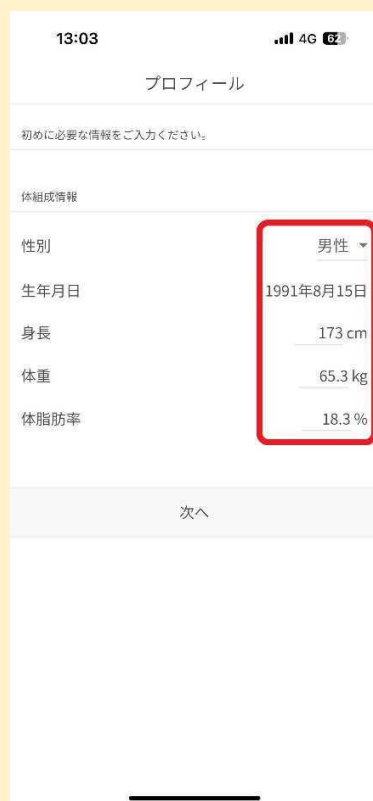 13:03 4G 62
プロフィール
初めに必要な情報をご入力ください。
体組成情報
性別 男性
生年月日 1991年8月15日
身長 173 cm
体重 65.3 kg
体脂肪率 18.3 %
次へ